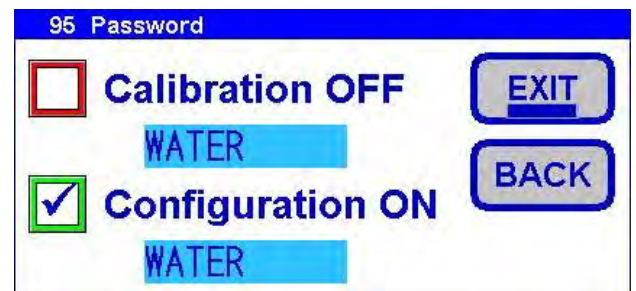 95 Password
Calibration OFF
EXIT
WATER
BACK
Configuration ON
WATER